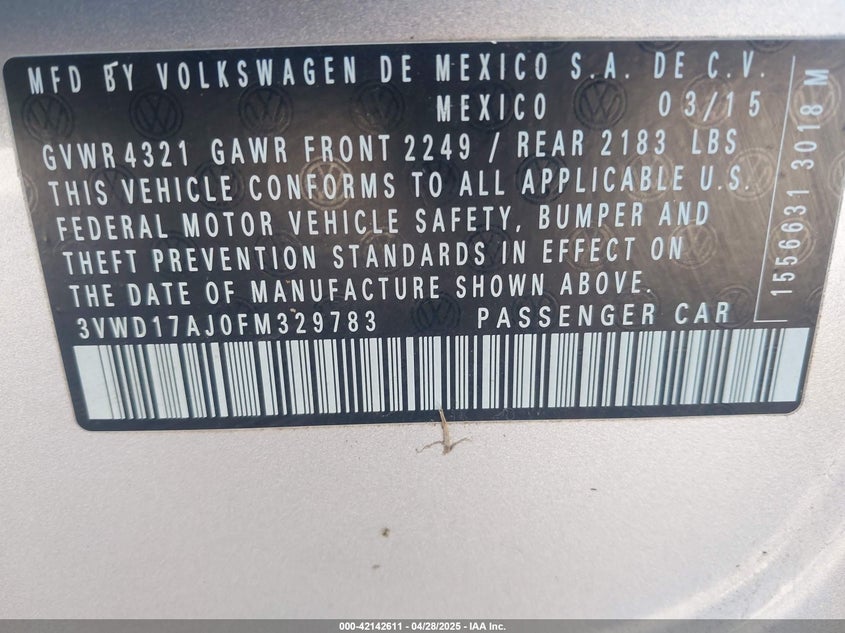 MFD BY VOLKSWAGEN DE MEXICO S.A. DE C.V.
MEXICO 03/15
GVWR 4321 GAWR FRONT 2249 / REAR 2183 LBS
THIS VEHICLE CONFORMS TO ALL APPLICABLE U.S.
FEDERAL MOTOR VEHICLE SAFETY, BUMPER AND
THEFT PREVENTION STANDARDS IN EFFECT ON
THE DATE OF MANUFACTURE SHOWN ABOVE.
3VWD17AJ0FM329783 PASSENGER CAR
1556631 3018 M
000-42142611 - 04/28/2025 - IAA Inc.